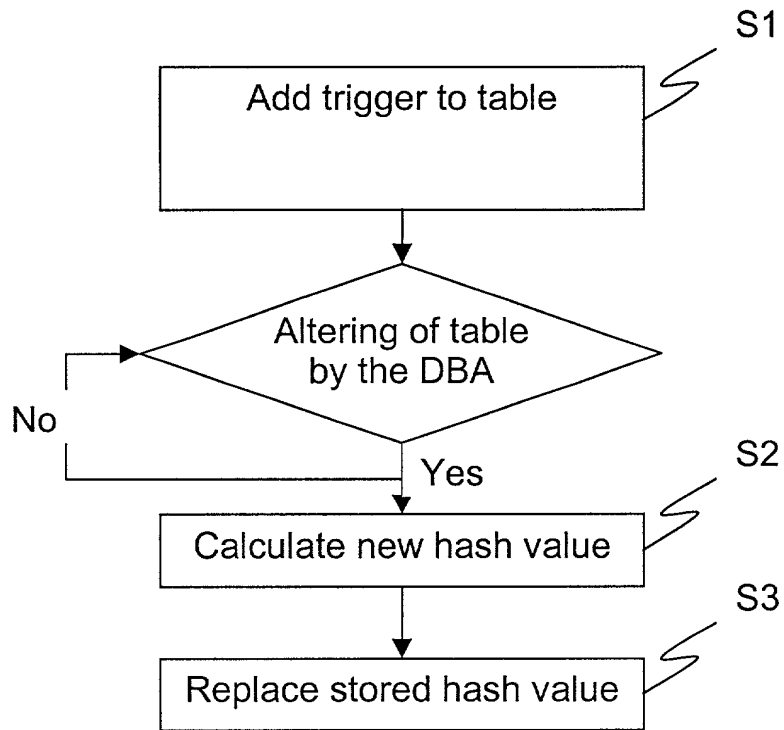 S1
Add trigger to table
Altering of table
by the DBA
No
Yes
S2
Calculate new hash value
S3
Replace stored hash value